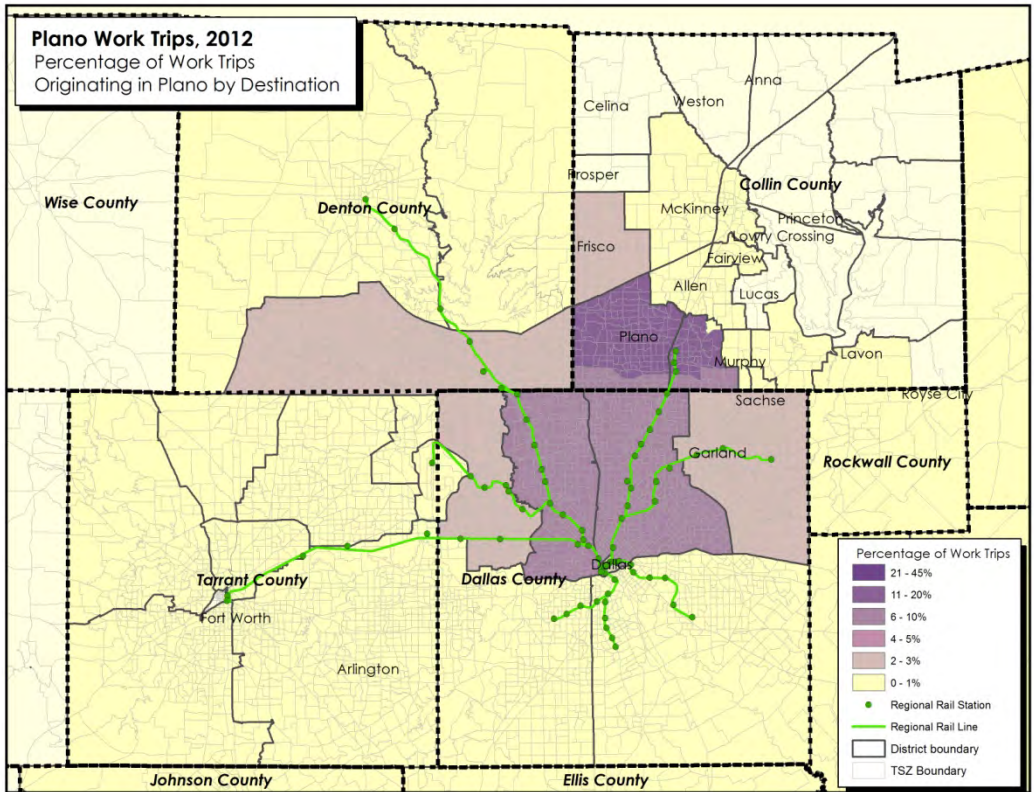 Plano Work Trips, 2012
Percentage of Work Trips
Originating in Plano by Destination
Anna
Celina
Weston
Prosper
Wise County
Denton County
Collin County
McKinney
Princeton
Lowry Crossing
Frisco
Fairview
Allen
Lucas
Plano
Murphy
Lavon
Sachse
Royse City
Garland
Rockwall County
Dallas
Tarrant County
Dallas County
Fort Worth
Arlington
Johnson County
Ellis County
Percentage of Work Trips
21 - 45%
11 - 20%
6 - 10%
4 - 5%
2 - 3%
0 - 1%
Regional Rail Station
Regional Rail Line
District boundary
TSZ Boundary